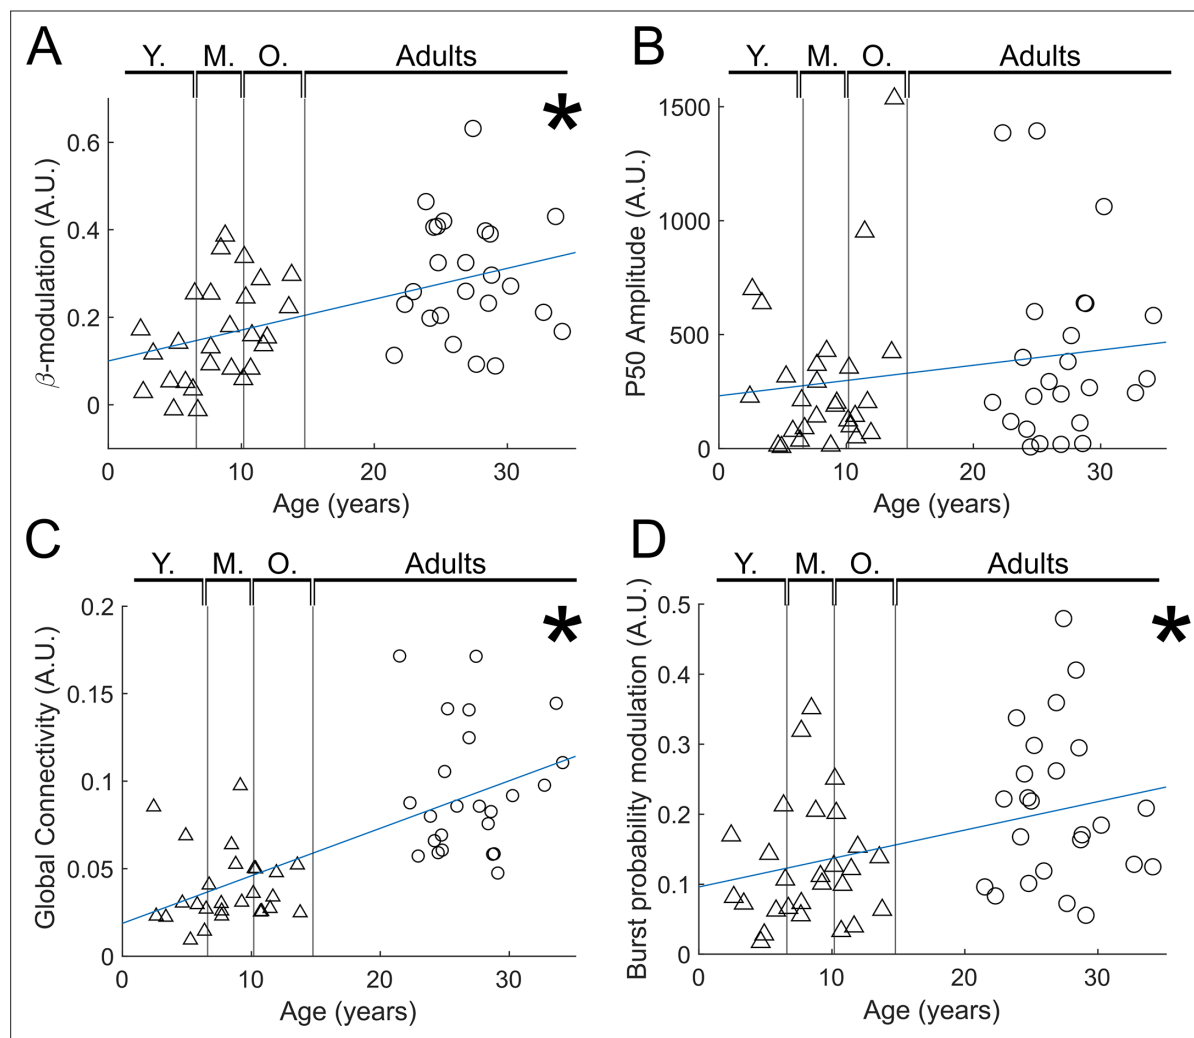 A
Y. M. O. Adults
*
β-modulation (A.U.)
0.6
0.4
0.2
0
0 10 20 30
Age (years)
B
Y. M. O. Adults
P50 Amplitude (A.U.)
1500
1000
500
0
0 10 20 30
Age (years)
C
Y. M. O. Adults
*
Global Connectivity (A.U.)
0.2
0.15
0.1
0.05
0
0 10 20 30
Age (years)
D
Y. M. O. Adults
*
Burst probability modulation (A.U.)
0.5
0.4
0.3
0.2
0.1
0
0 10 20 30
Age (years)